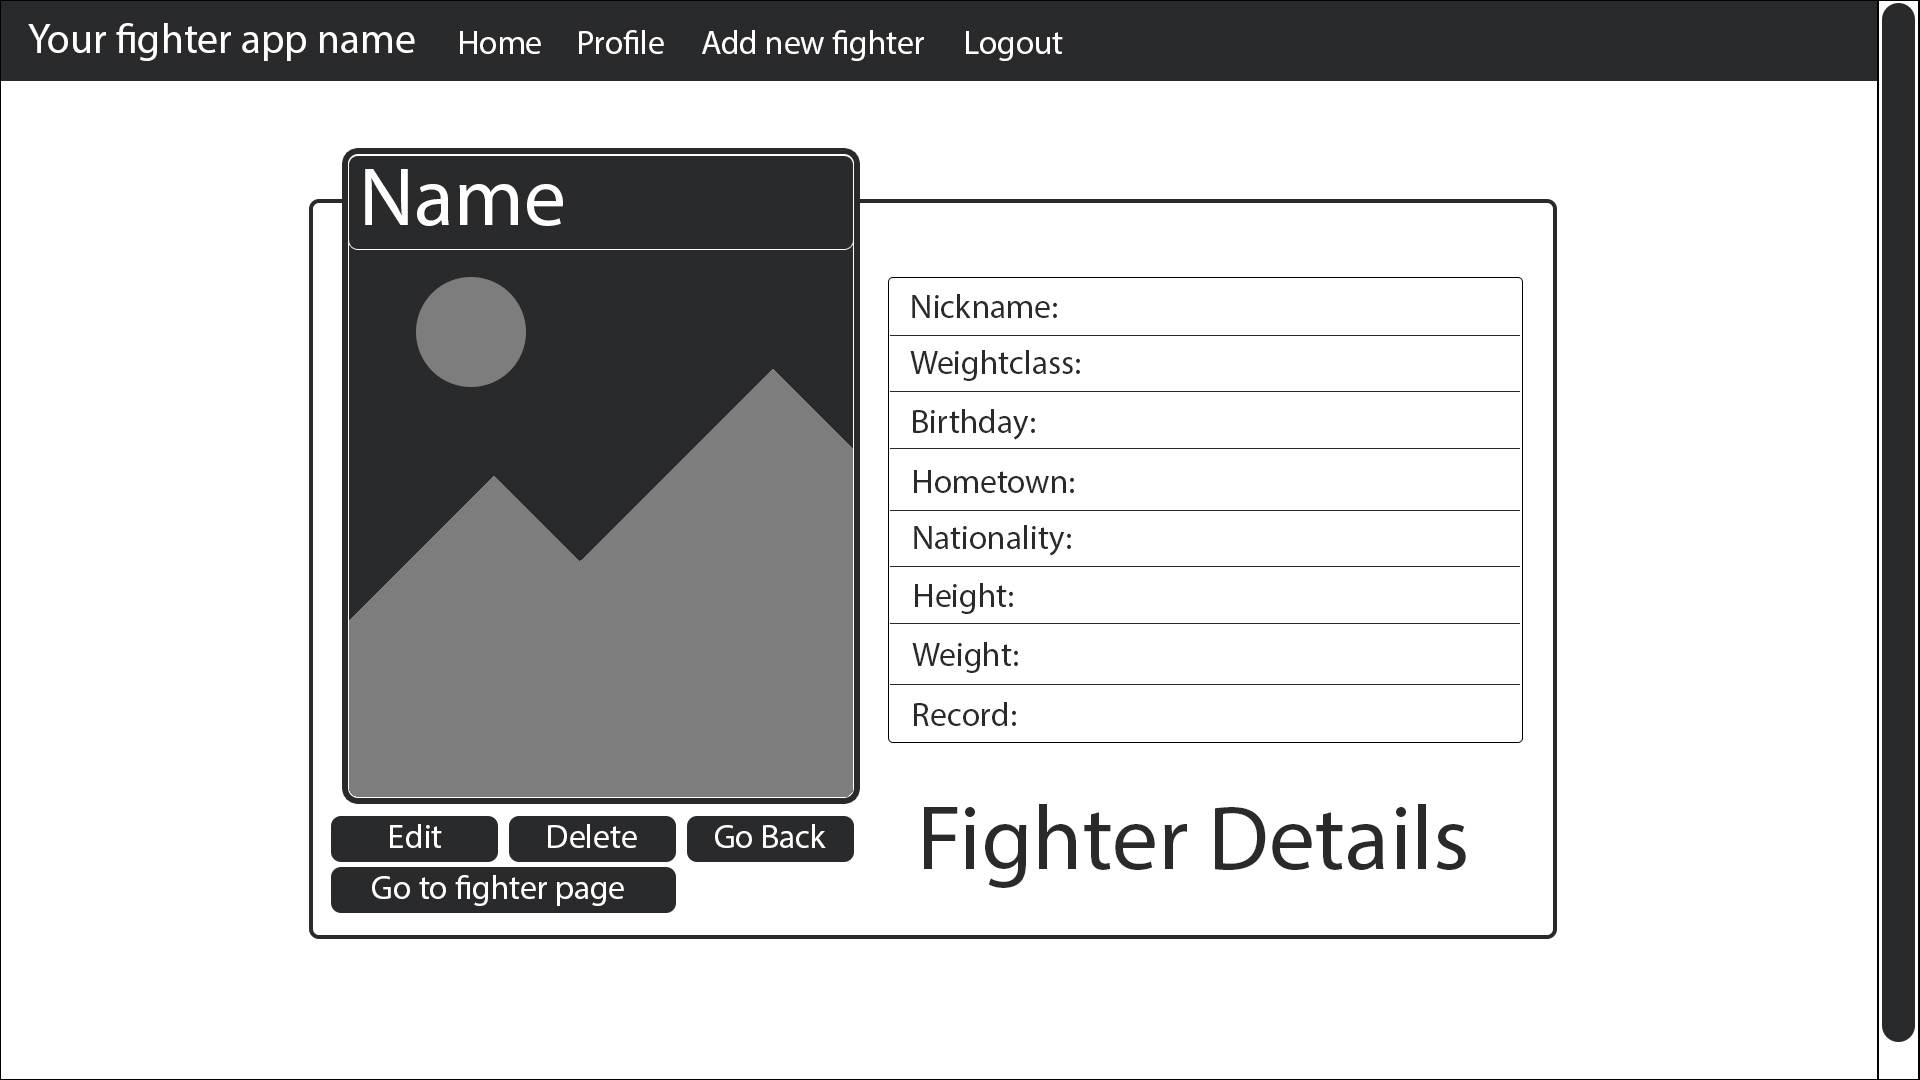 Your fighter app name Home Profile Add new fighter Logout
Name
Nickname:
Weightclass:
Birthday:
Hometown:
Nationality:
Height:
Weight:
Record:
Edit Delete Go Back
Go to fighter page
Fighter Details